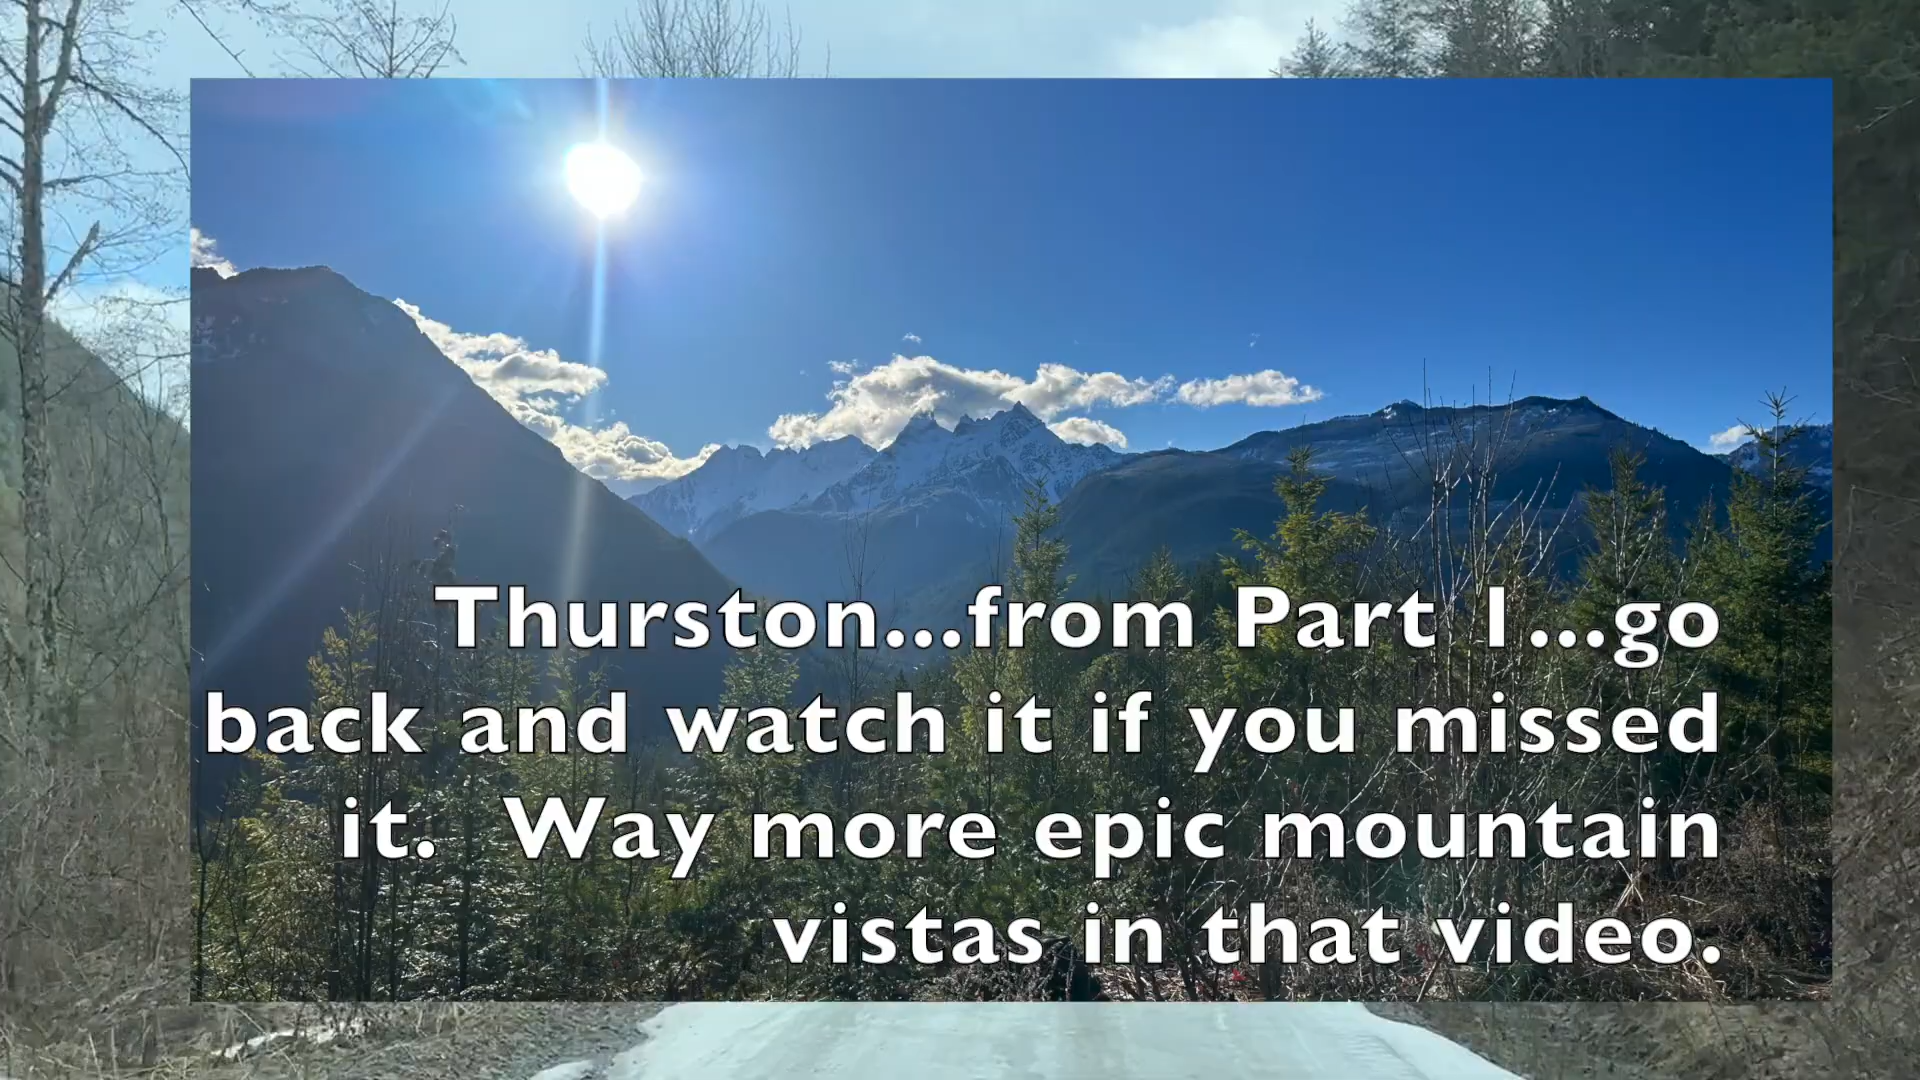 Thurston...from Part 1...go
back and watch it if you missed
it.  Way more epic mountain
vistas in that video.